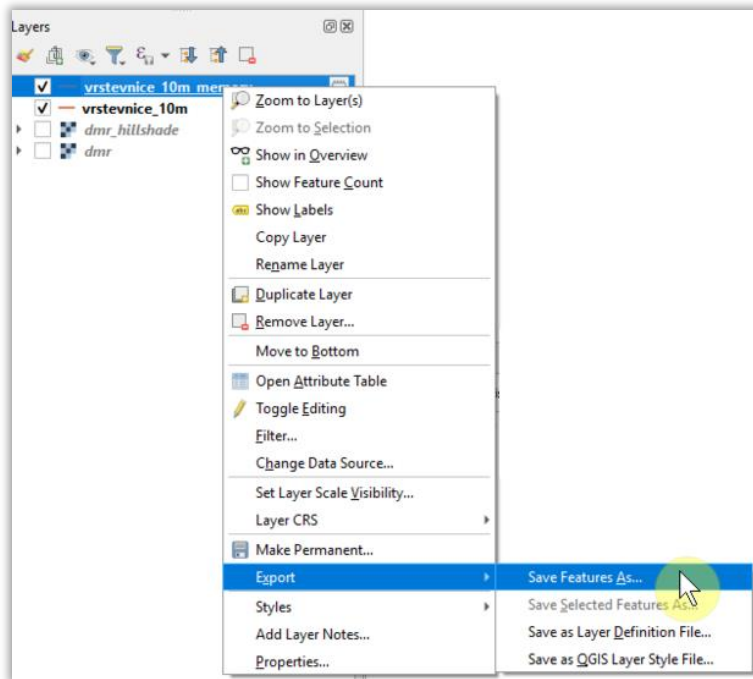 Layers
vrstevnice_10m_memory
vrstevnice_10m
dmr_hillshade
dmr
Zoom to Layer(s)
Zoom to Selection
Show in Overview
Show Feature Count
abc Show Labels
Copy Layer
Rename Layer
Duplicate Layer
Remove Layer...
Move to Bottom
Open Attribute Table
Toggle Editing
Filter...
Change Data Source...
Set Layer Scale Visibility...
Layer CRS
Make Permanent...
Export
Save Features As...
Save Selected Features As...
Styles
Save as Layer Definition File...
Add Layer Notes...
Save as QGIS Layer Style File...
Properties...